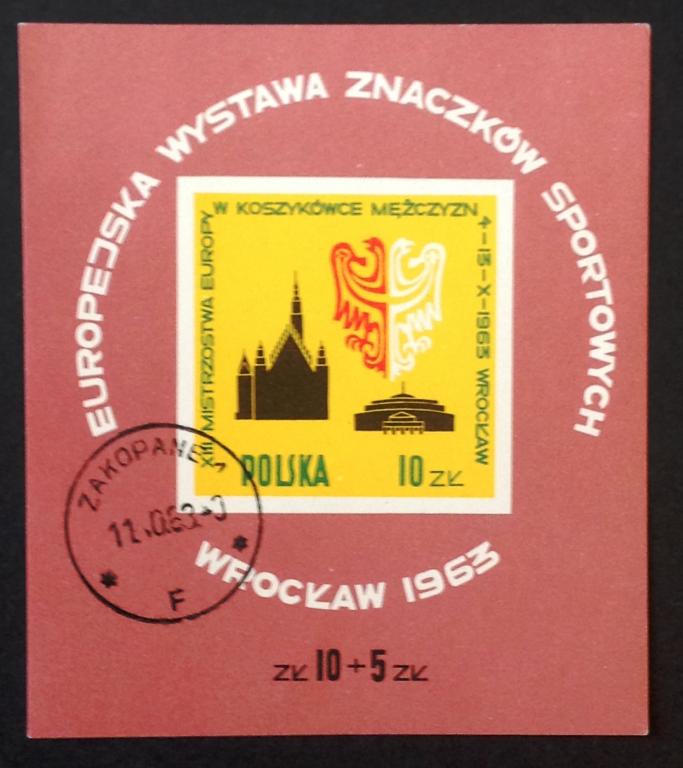 EUROPEJSKA WYSTAWA ZNACZKÓW SPORTOWYCH
XIII MISTRZOSTWA EUROPY
W KOSZYKÓWCE MĘŻCZYZN
4-13-X-1963 WROCŁAW
POLSKA 10 ZŁ
ZAKOPANE 1
F
WROCŁAW 1963
ZŁ 10+5 ZŁ